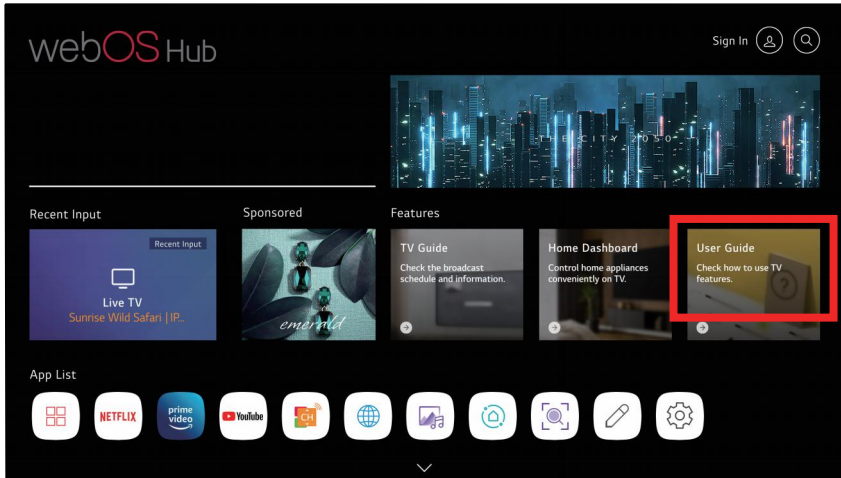 webOS Hub
Sign In
THE CITY 2050
Recent Input
Sponsored
Features
Recent Input
Live TV
Sunrise Wild Safari | IP...
emerald
TV Guide
Check the broadcast
schedule and information.
Home Dashboard
Control home appliances
conveniently on TV.
User Guide
Check how to use TV
features.
?
App List
NETFLIX
prime
video
YouTube
CH